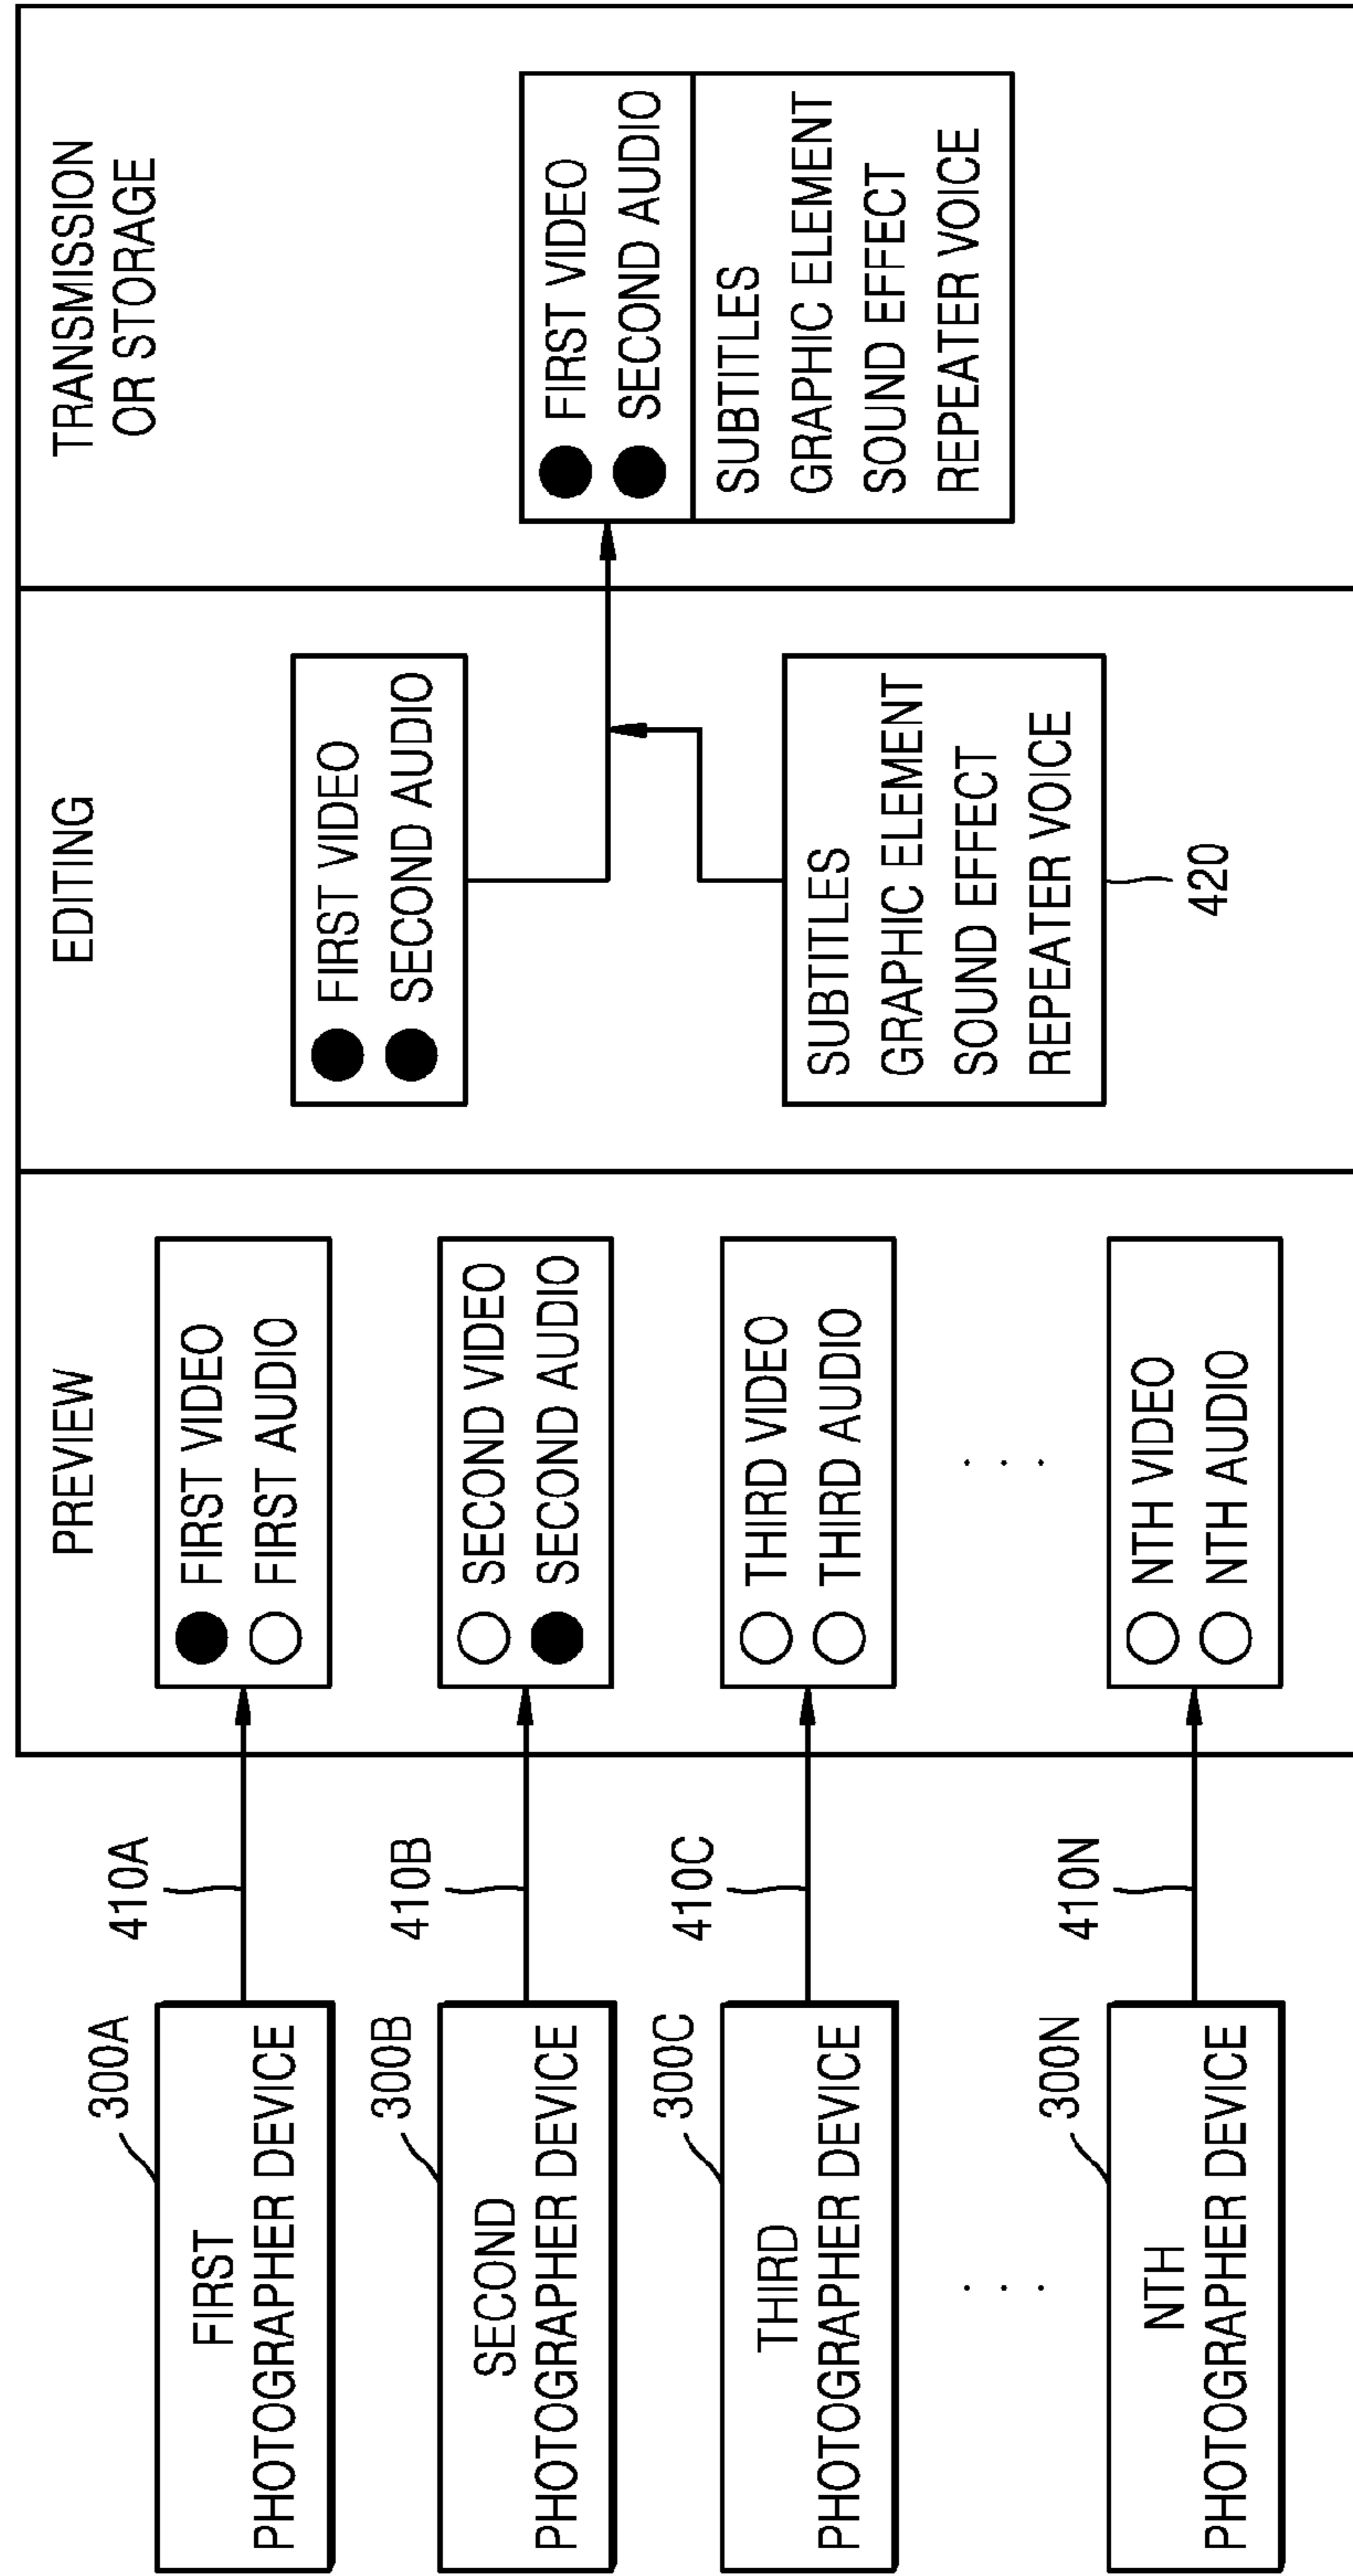 PREVIEW
EDITING
TRANSMISSION
OR STORAGE
300A
FIRST
PHOTOGRAPHER DEVICE
410A
FIRST VIDEO
FIRST AUDIO
300B
SECOND
PHOTOGRAPHER DEVICE
410B
SECOND VIDEO
SECOND AUDIO
300C
THIRD
PHOTOGRAPHER DEVICE
410C
THIRD VIDEO
THIRD AUDIO
. . .
. . .
300N
NTH
PHOTOGRAPHER DEVICE
410N
NTH VIDEO
NTH AUDIO
FIRST VIDEO
SECOND AUDIO
SUBTITLES
GRAPHIC ELEMENT
SOUND EFFECT
REPEATER VOICE
420
FIRST VIDEO
SECOND AUDIO
SUBTITLES
GRAPHIC ELEMENT
SOUND EFFECT
REPEATER VOICE